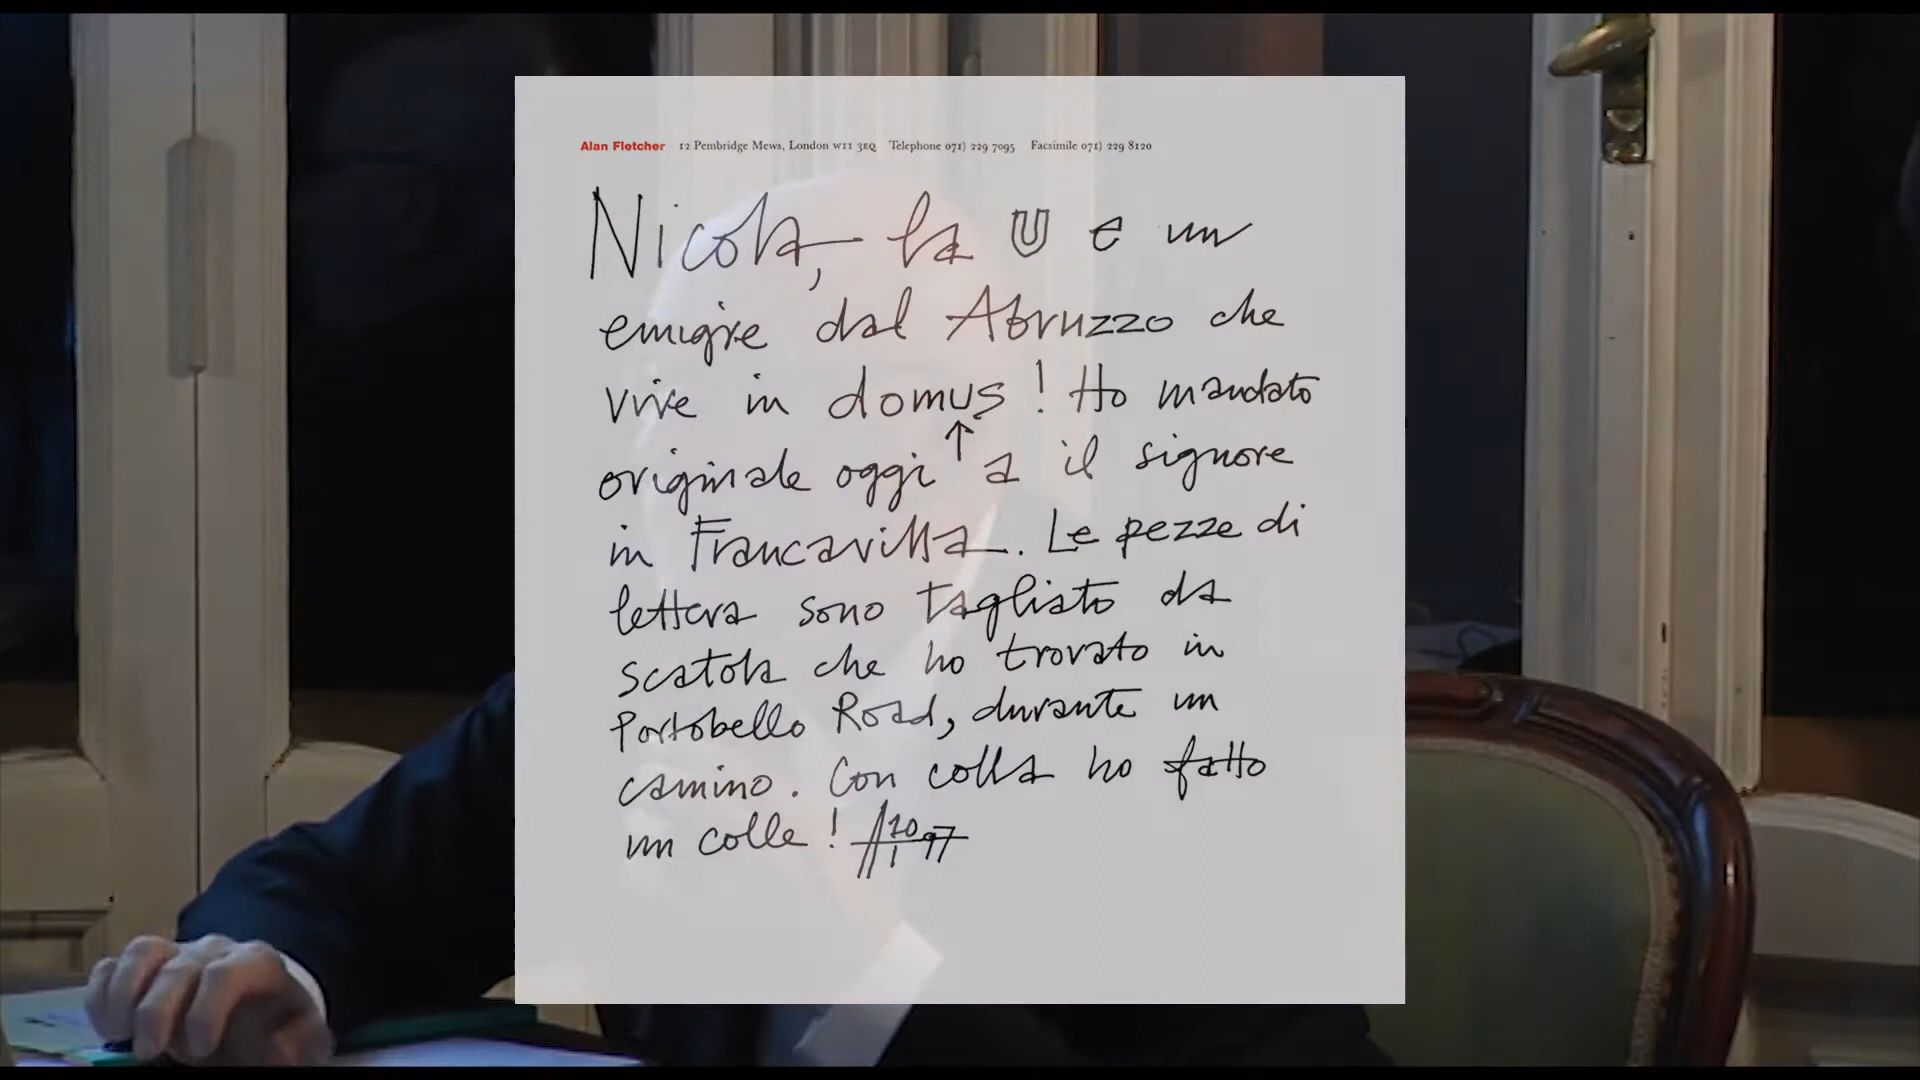 Alan Fletcher 12 Pembridge Mews, London W11 3EQ Telephone 071) 229 7095 Facsimile 071) 229 8120
Nicola, la U e un
emigre dal Abruzzo che
vive in domus! Ho mandato
↑
originale oggi a il signore
in Francavilla. Le pezze di
lettera sono tagliato da
scatola che ho trovato in
Portobello Road, durante un
camino. Con colla ho fatto
un colle!